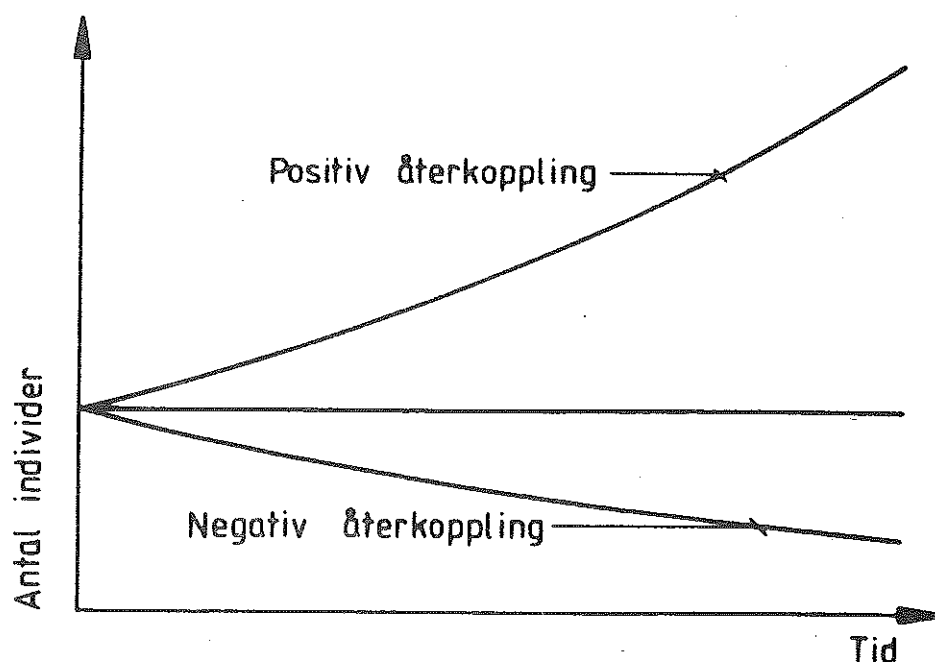 Positiv återkoppling
Antal individer
Negativ återkoppling
Tid